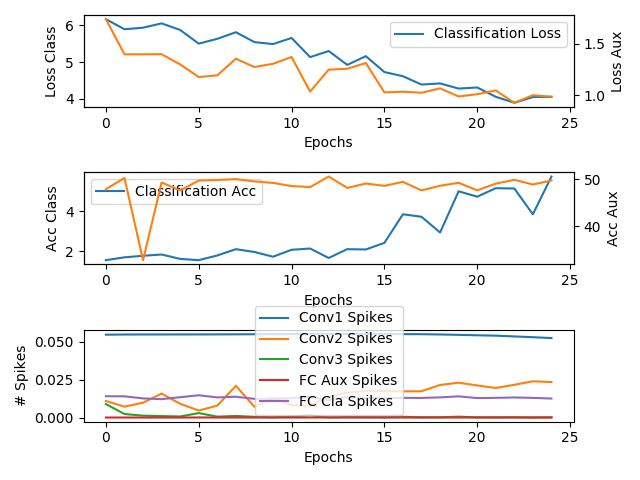 6
5
4
Loss Class
Classification Loss
1.5
1.0
Loss Aux
0
5
10
15
20
25
Epochs
4
2
Acc Class
Classification Acc
50
40
Acc Aux
0
5
10
15
20
25
Epochs
0.050
0.025
0.000
# Spikes
Conv1 Spikes
Conv2 Spikes
Conv3 Spikes
FC Aux Spikes
FC Cla Spikes
0
5
10
15
20
25
Epochs